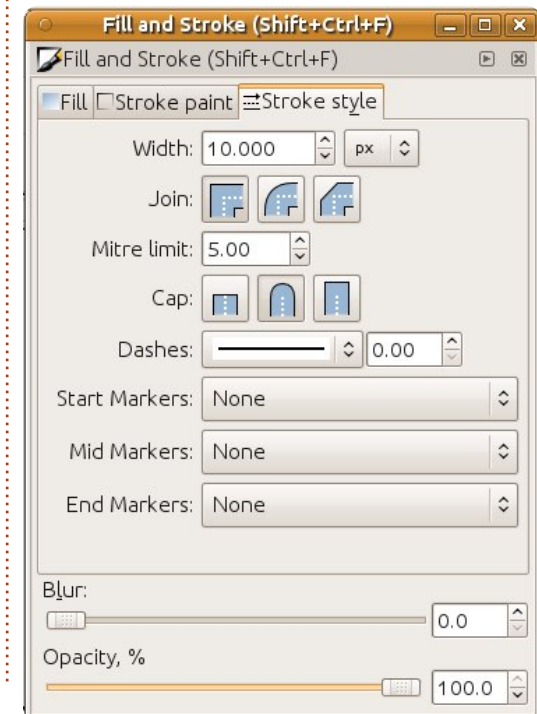 Fill and Stroke (Shift+Ctrl+F)
Fill and Stroke (Shift+Ctrl+F)
Fill Stroke paint Stroke style
Width: 10.000 px
Join:
Mitre limit: 5.00
Cap:
Dashes: 0.00
Start Markers: None
Mid Markers: None
End Markers: None
Blur:
0.0
Opacity, %
100.0